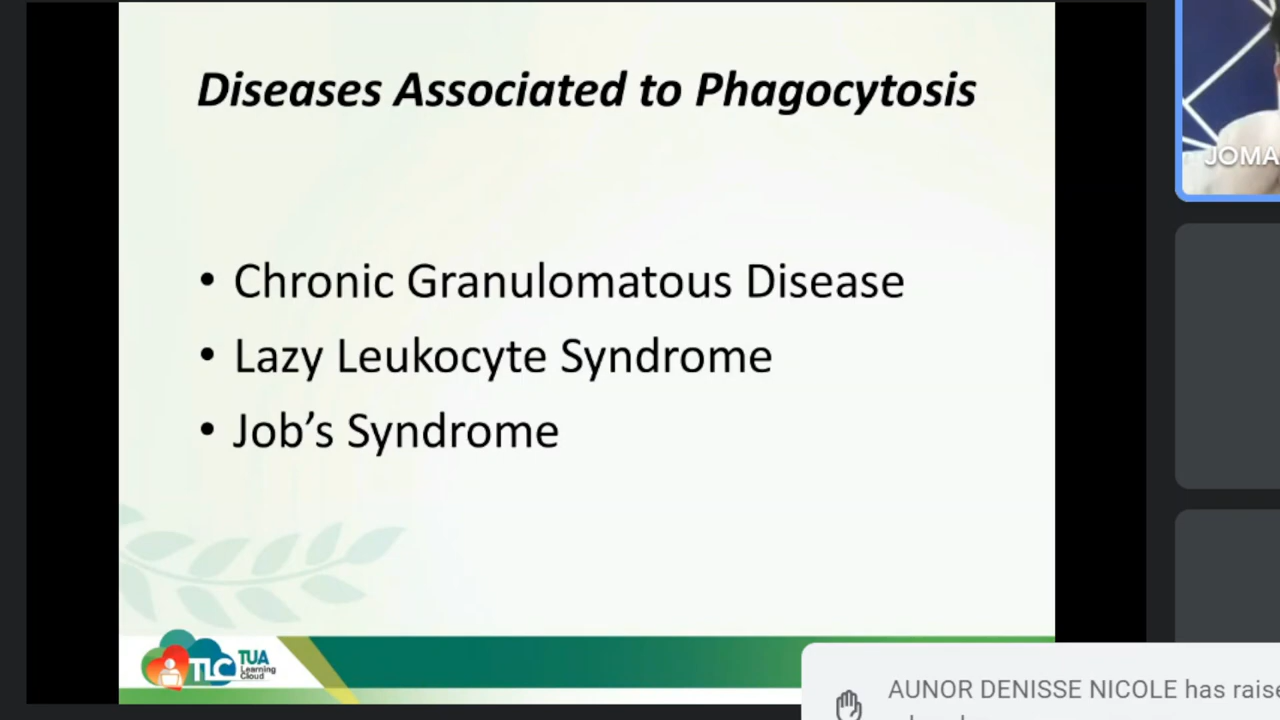 Diseases Associated to Phagocytosis
• Chronic Granulomatous Disease
• Lazy Leukocyte Syndrome
• Job’s Syndrome
JOMA
TLC TUA
Learning
Cloud
AUNOR DENISSE NICOLE has raise